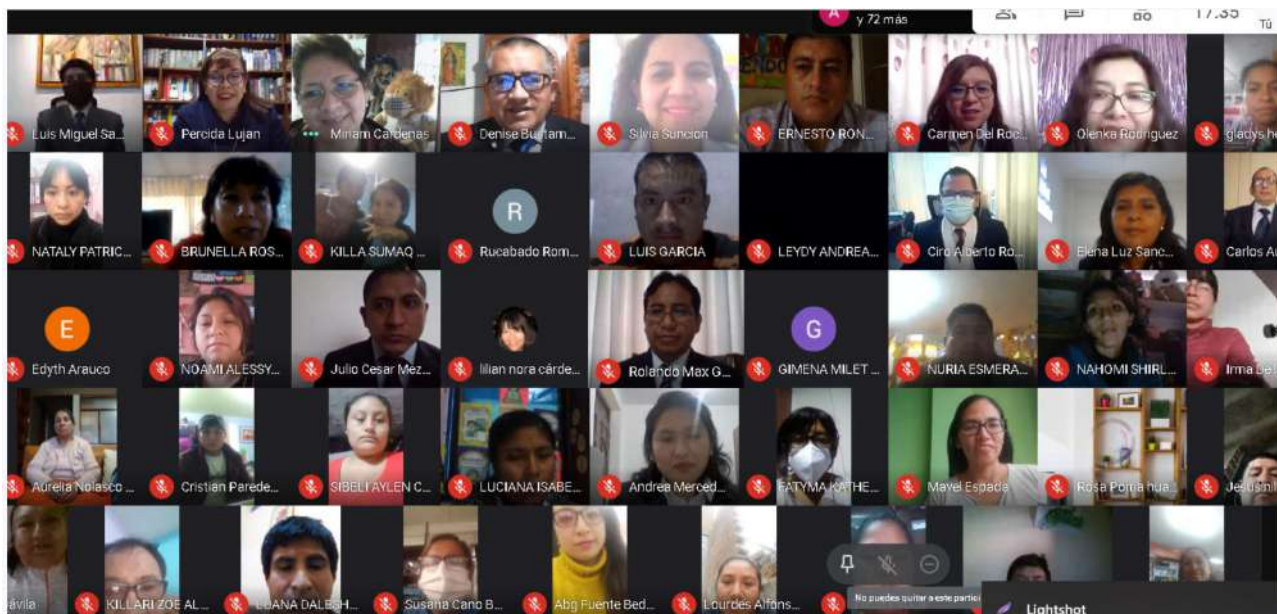 A
y 72 más
17:35
Tú
Luis Miguel Sa...
Percida Lujan
Miriam Cardenas
Denise Bustam...
Silvia Suncion
ERNESTO RON...
Carmen Del Roc...
Olenka Rodriguez
gladys he
NATALY PATRIC...
BRUNELLA ROS...
KILLA SUMAQ ...
R
Rucabado Rom...
LUIS GARCIA
LEYDY ANDREA...
Ciro Alberto Ro...
Elena Luz Sanc...
Carlos Au
E
Edyth Arauco
NOAMI ALESSY...
Julio Cesar Mez...
lilian nora cárde...
Rolando Max G...
G
GIMENA MILET ...
NURIA ESMERA...
NAHOMI SHIRL...
Irma De
Aurelia Nolasco ...
Cristian Parede...
SIBELI AYLEN C...
LUCIANA ISABE...
Andrea Merced...
FATYMA KATHE...
Mayel Espada
Rosa Poma hua...
Jesusmil
ávila
KILLARI ZOE AL...
LUANA DALESH...
Susana Cano B...
Abg Fuente Bed...
Lourdes Alfons...
No puedes quitar a este partici
Lightshot